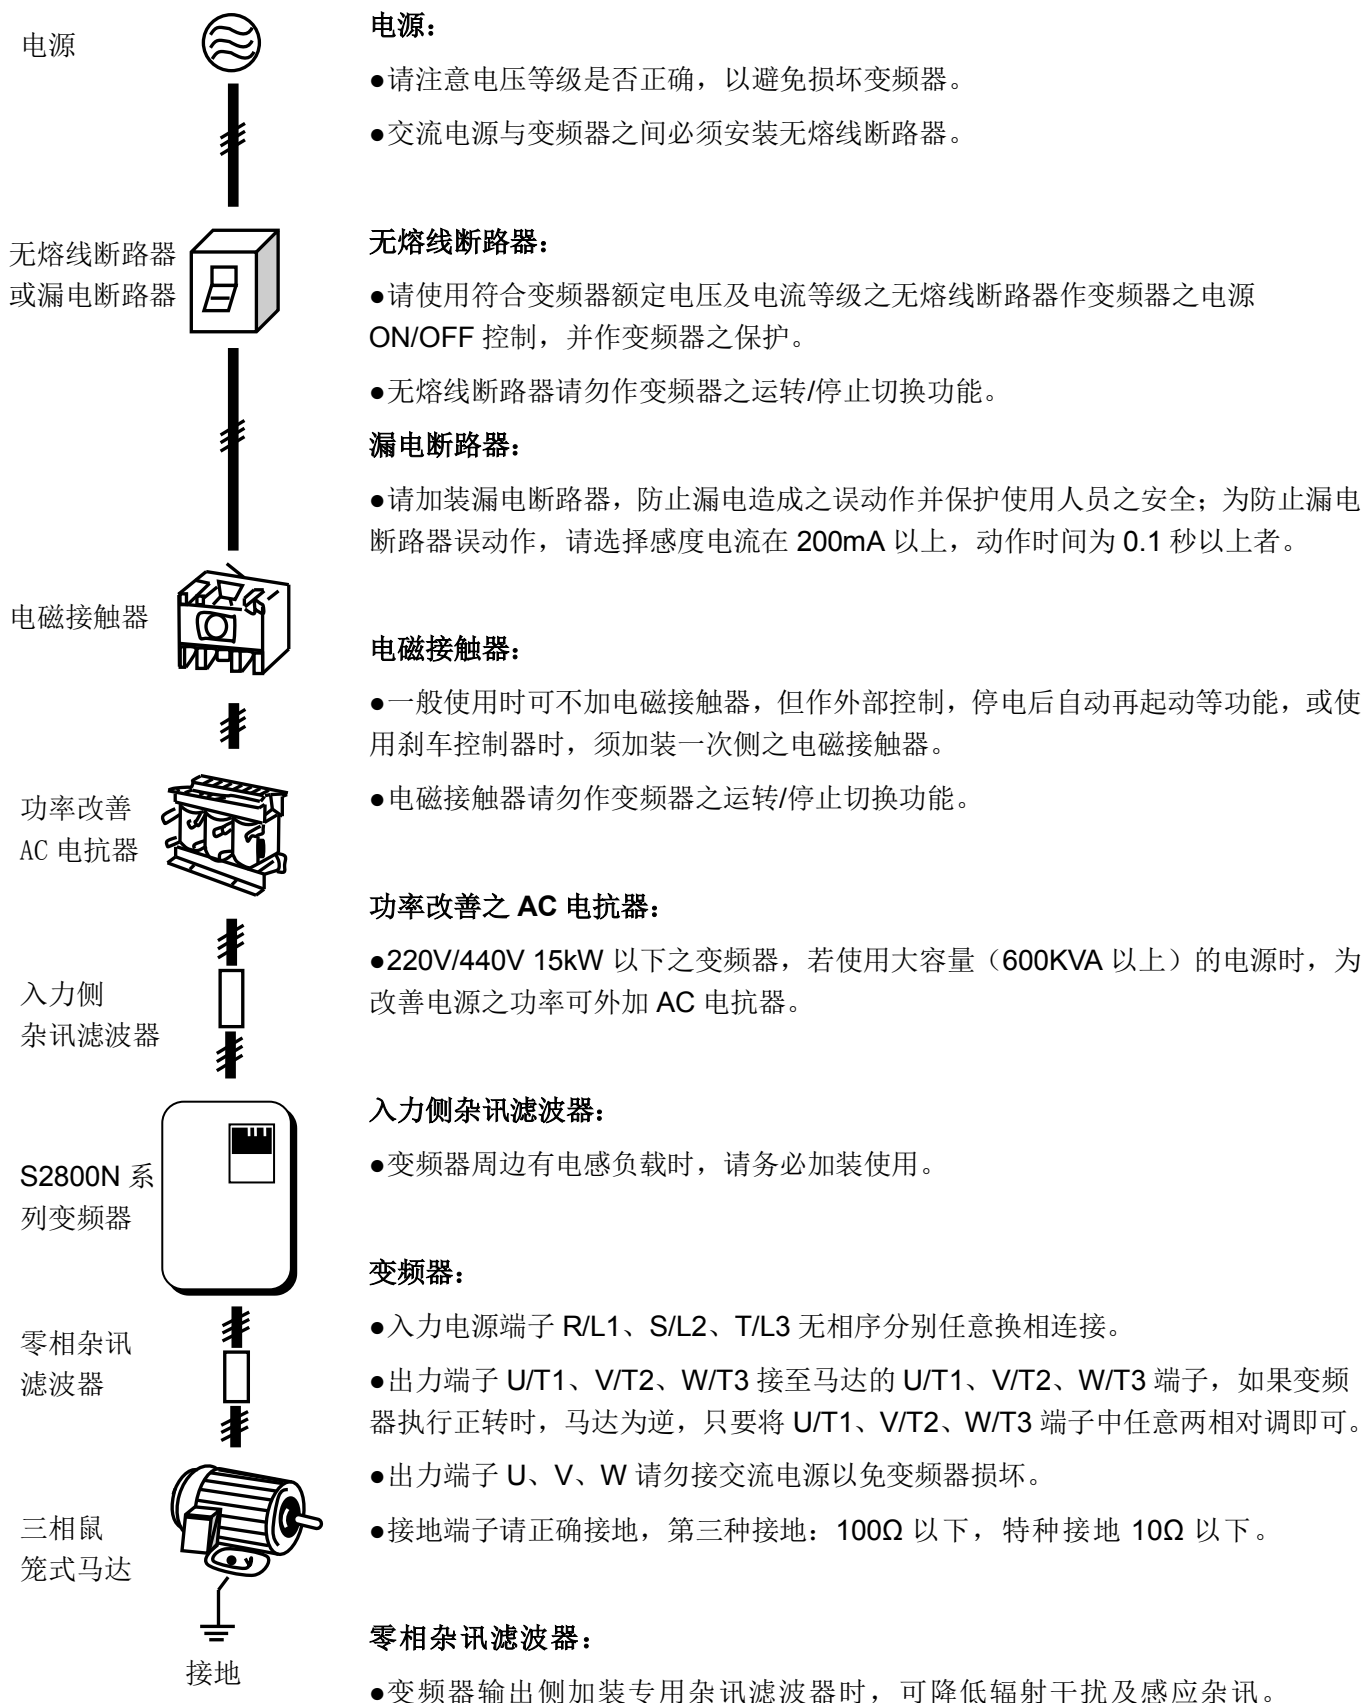 电源
无熔线断路器
或漏电断路器
电磁接触器
功率改善
AC 电抗器
入力侧
杂讯滤波器
S2800N 系
列变频器
零相杂讯
滤波器
三相鼠
笼式马达
接地
电源：
●请注意电压等级是否正确，以避免损坏变频器。
●交流电源与变频器之间必须安装无熔线断路器。
无熔线断路器：
●请使用符合变频器额定电压及电流等级之无熔线断路器作变频器之电源
ON/OFF 控制，并作变频器之保护。
●无熔线断路器请勿作变频器之运转/停止切换功能。
漏电断路器：
●请加装漏电断路器，防止漏电造成之误动作并保护使用人员之安全；为防止漏电
断路器误动作，请选择感度电流在 200mA 以上，动作时间为 0.1 秒以上者。
电磁接触器：
●一般使用时可不加电磁接触器，但作外部控制，停电后自动再起动等功能，或使
用刹车控制器时，须加装一次侧之电磁接触器。
●电磁接触器请勿作变频器之运转/停止切换功能。
功率改善之 AC 电抗器：
●220V/440V 15kW 以下之变频器，若使用大容量（600KVA 以上）的电源时，为
改善电源之功率可外加 AC 电抗器。
入力侧杂讯滤波器：
●变频器周边有电感负载时，请务必加装使用。
变频器：
●入力电源端子 R/L1、S/L2、T/L3 无相序分别任意换相连接。
●出力端子 U/T1、V/T2、W/T3 接至马达的 U/T1、V/T2、W/T3 端子，如果变频
器执行正转时，马达为逆，只要将 U/T1、V/T2、W/T3 端子中任意两相对调即可。
●出力端子 U、V、W 请勿接交流电源以免变频器损坏。
●接地端子请正确接地，第三种接地：100Ω 以下，特种接地 10Ω 以下。
零相杂讯滤波器：
●变频器输出侧加装专用杂讯滤波器时，可降低辐射干扰及感应杂讯。